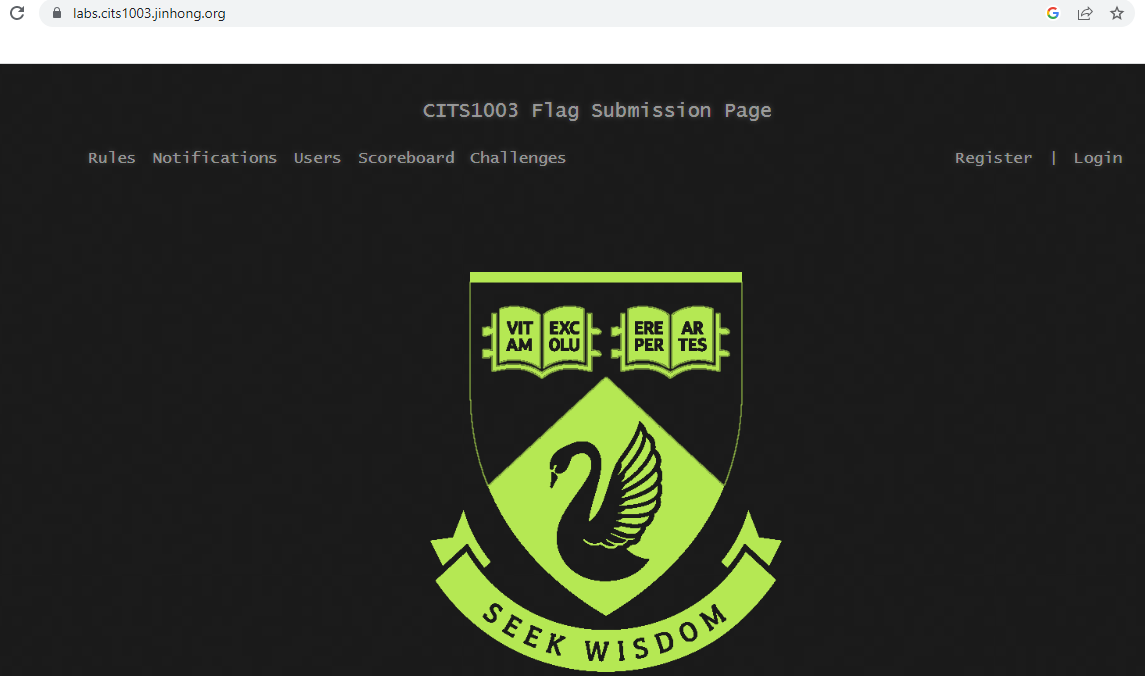 labs.cits1003.jinhong.org
CITS1003 Flag Submission Page
Rules Notifications Users Scoreboard Challenges Register | Login
VIT EXC ERE AR
AM OLU PER TES
SEEK WISDOM